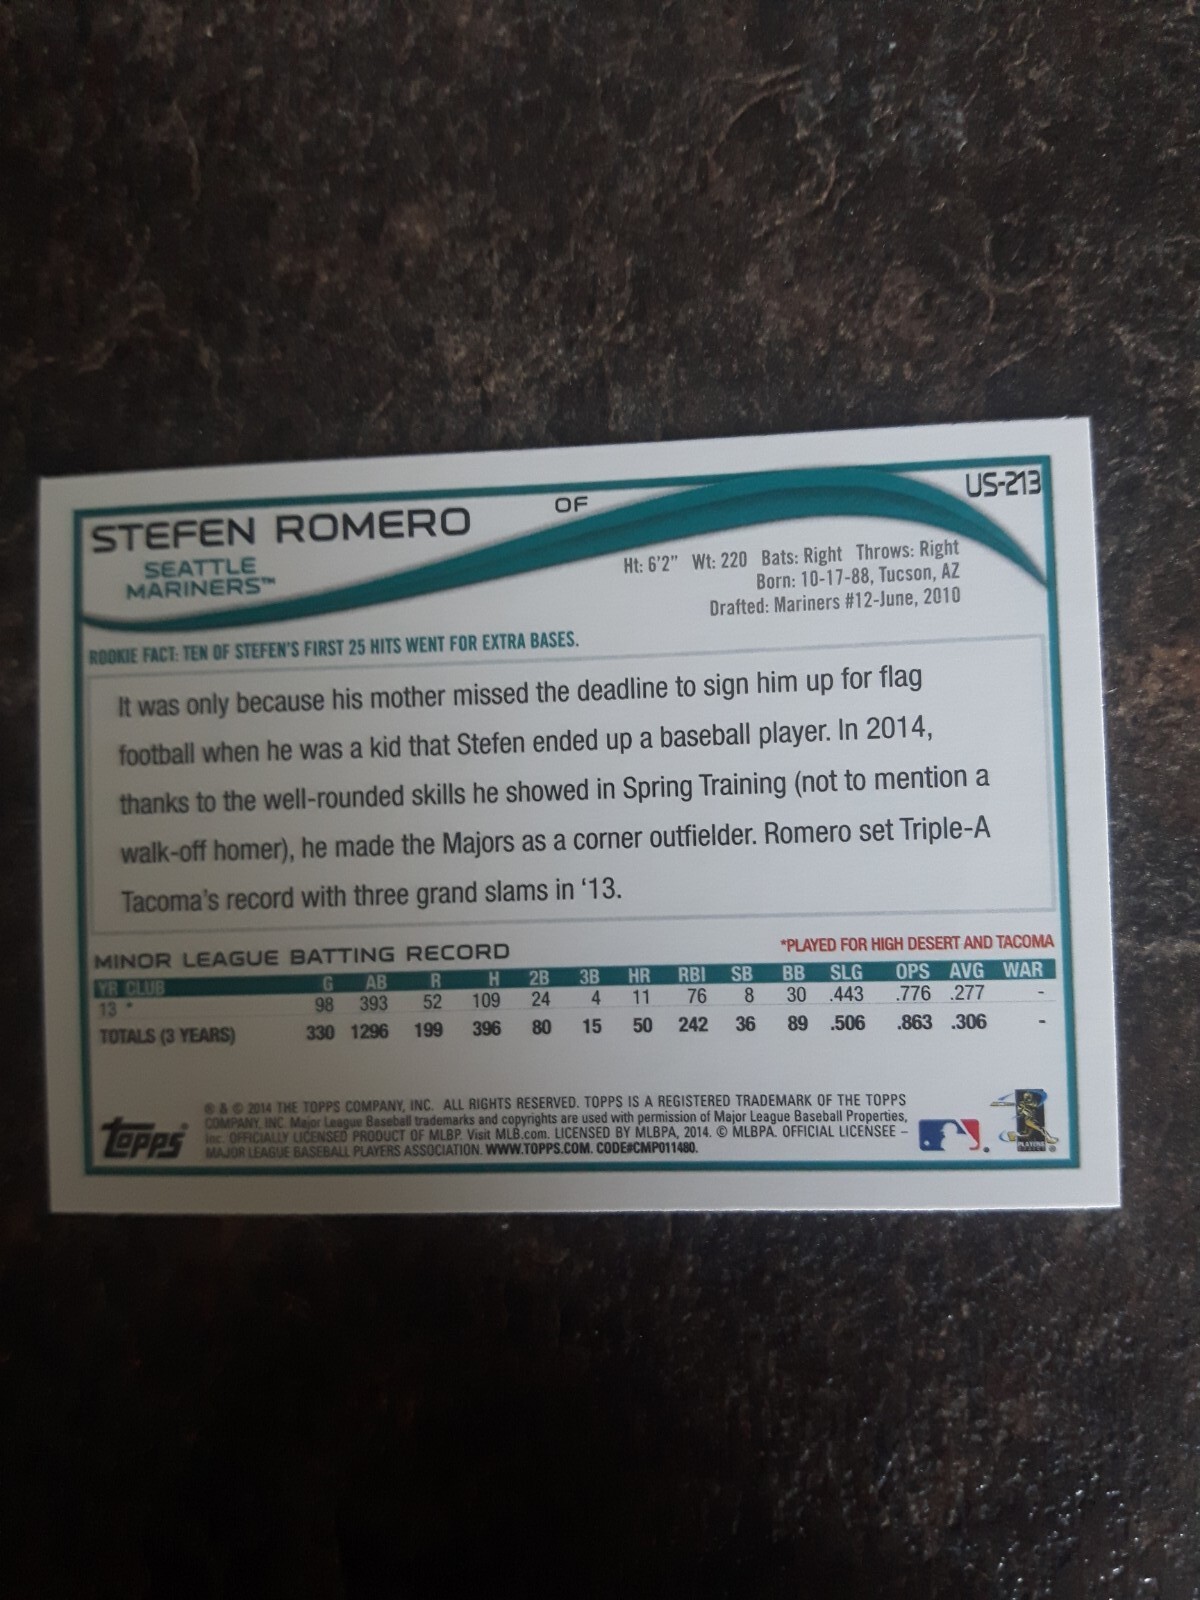 STEFEN ROMERO
OF
US-213
SEATTLE
MARINERS™
Ht: 6'2" Wt: 220 Bats: Right Throws: Right
Born: 10-17-88, Tucson, AZ
Drafted: Mariners #12-June, 2010
ROOKIE FACT: TEN OF STEFEN'S FIRST 25 HITS WENT FOR EXTRA BASES.
It was only because his mother missed the deadline to sign him up for flag
football when he was a kid that Stefen ended up a baseball player. In 2014,
thanks to the well-rounded skills he showed in Spring Training (not to mention a
walk-off homer), he made the Majors as a corner outfielder. Romero set Triple-A
Tacoma's record with three grand slams in '13.
MINOR LEAGUE BATTING RECORD
*PLAYED FOR HIGH DESERT AND TACOMA
YR CLUB G AB R H 2B 3B HR RBI SB BB SLG OPS AVG WAR
13 * 98 393 52 109 24 4 11 76 8 30 .443 .776 .277 -
TOTALS (3 YEARS) 330 1296 199 396 80 15 50 242 36 89 .506 .863 .306 -
topps
® & © 2014 THE TOPPS COMPANY, INC. ALL RIGHTS RESERVED. TOPPS IS A REGISTERED TRADEMARK OF THE TOPPS
COMPANY, INC. Major League Baseball trademarks and copyrights are used with permission of Major League Baseball Properties,
Inc. OFFICIALLY LICENSED PRODUCT OF MLBP. Visit MLB.com. LICENSED BY MLBPA, 2014. © MLBPA. OFFICIAL LICENSEE –
MAJOR LEAGUE BASEBALL PLAYERS ASSOCIATION. WWW.TOPPS.COM. CODE#CMP011480.
PLAYERS